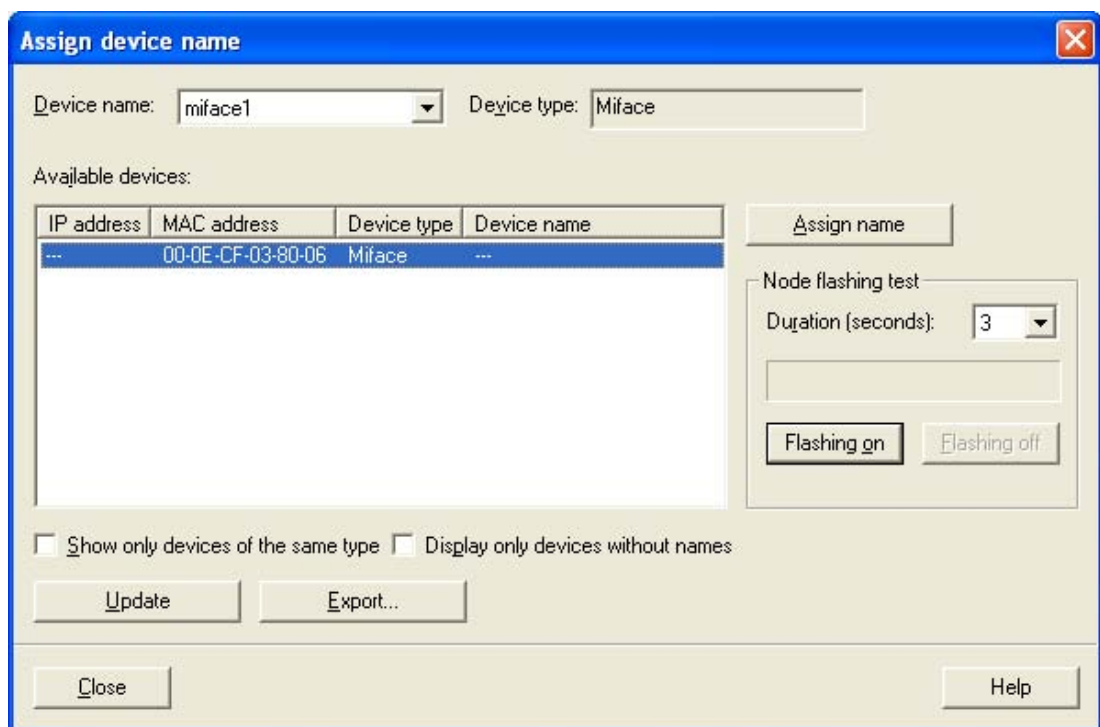 Assign device name
Device name: miface1 Device type: Miface
Available devices:
IP address MAC address Device type Device name
--- 00-0E-CF-03-80-06 Miface ---
Assign name
Node flashing test
Duration (seconds): 3
Flashing on Flashing off
Show only devices of the same type Display only devices without names
Update Export...
Close Help